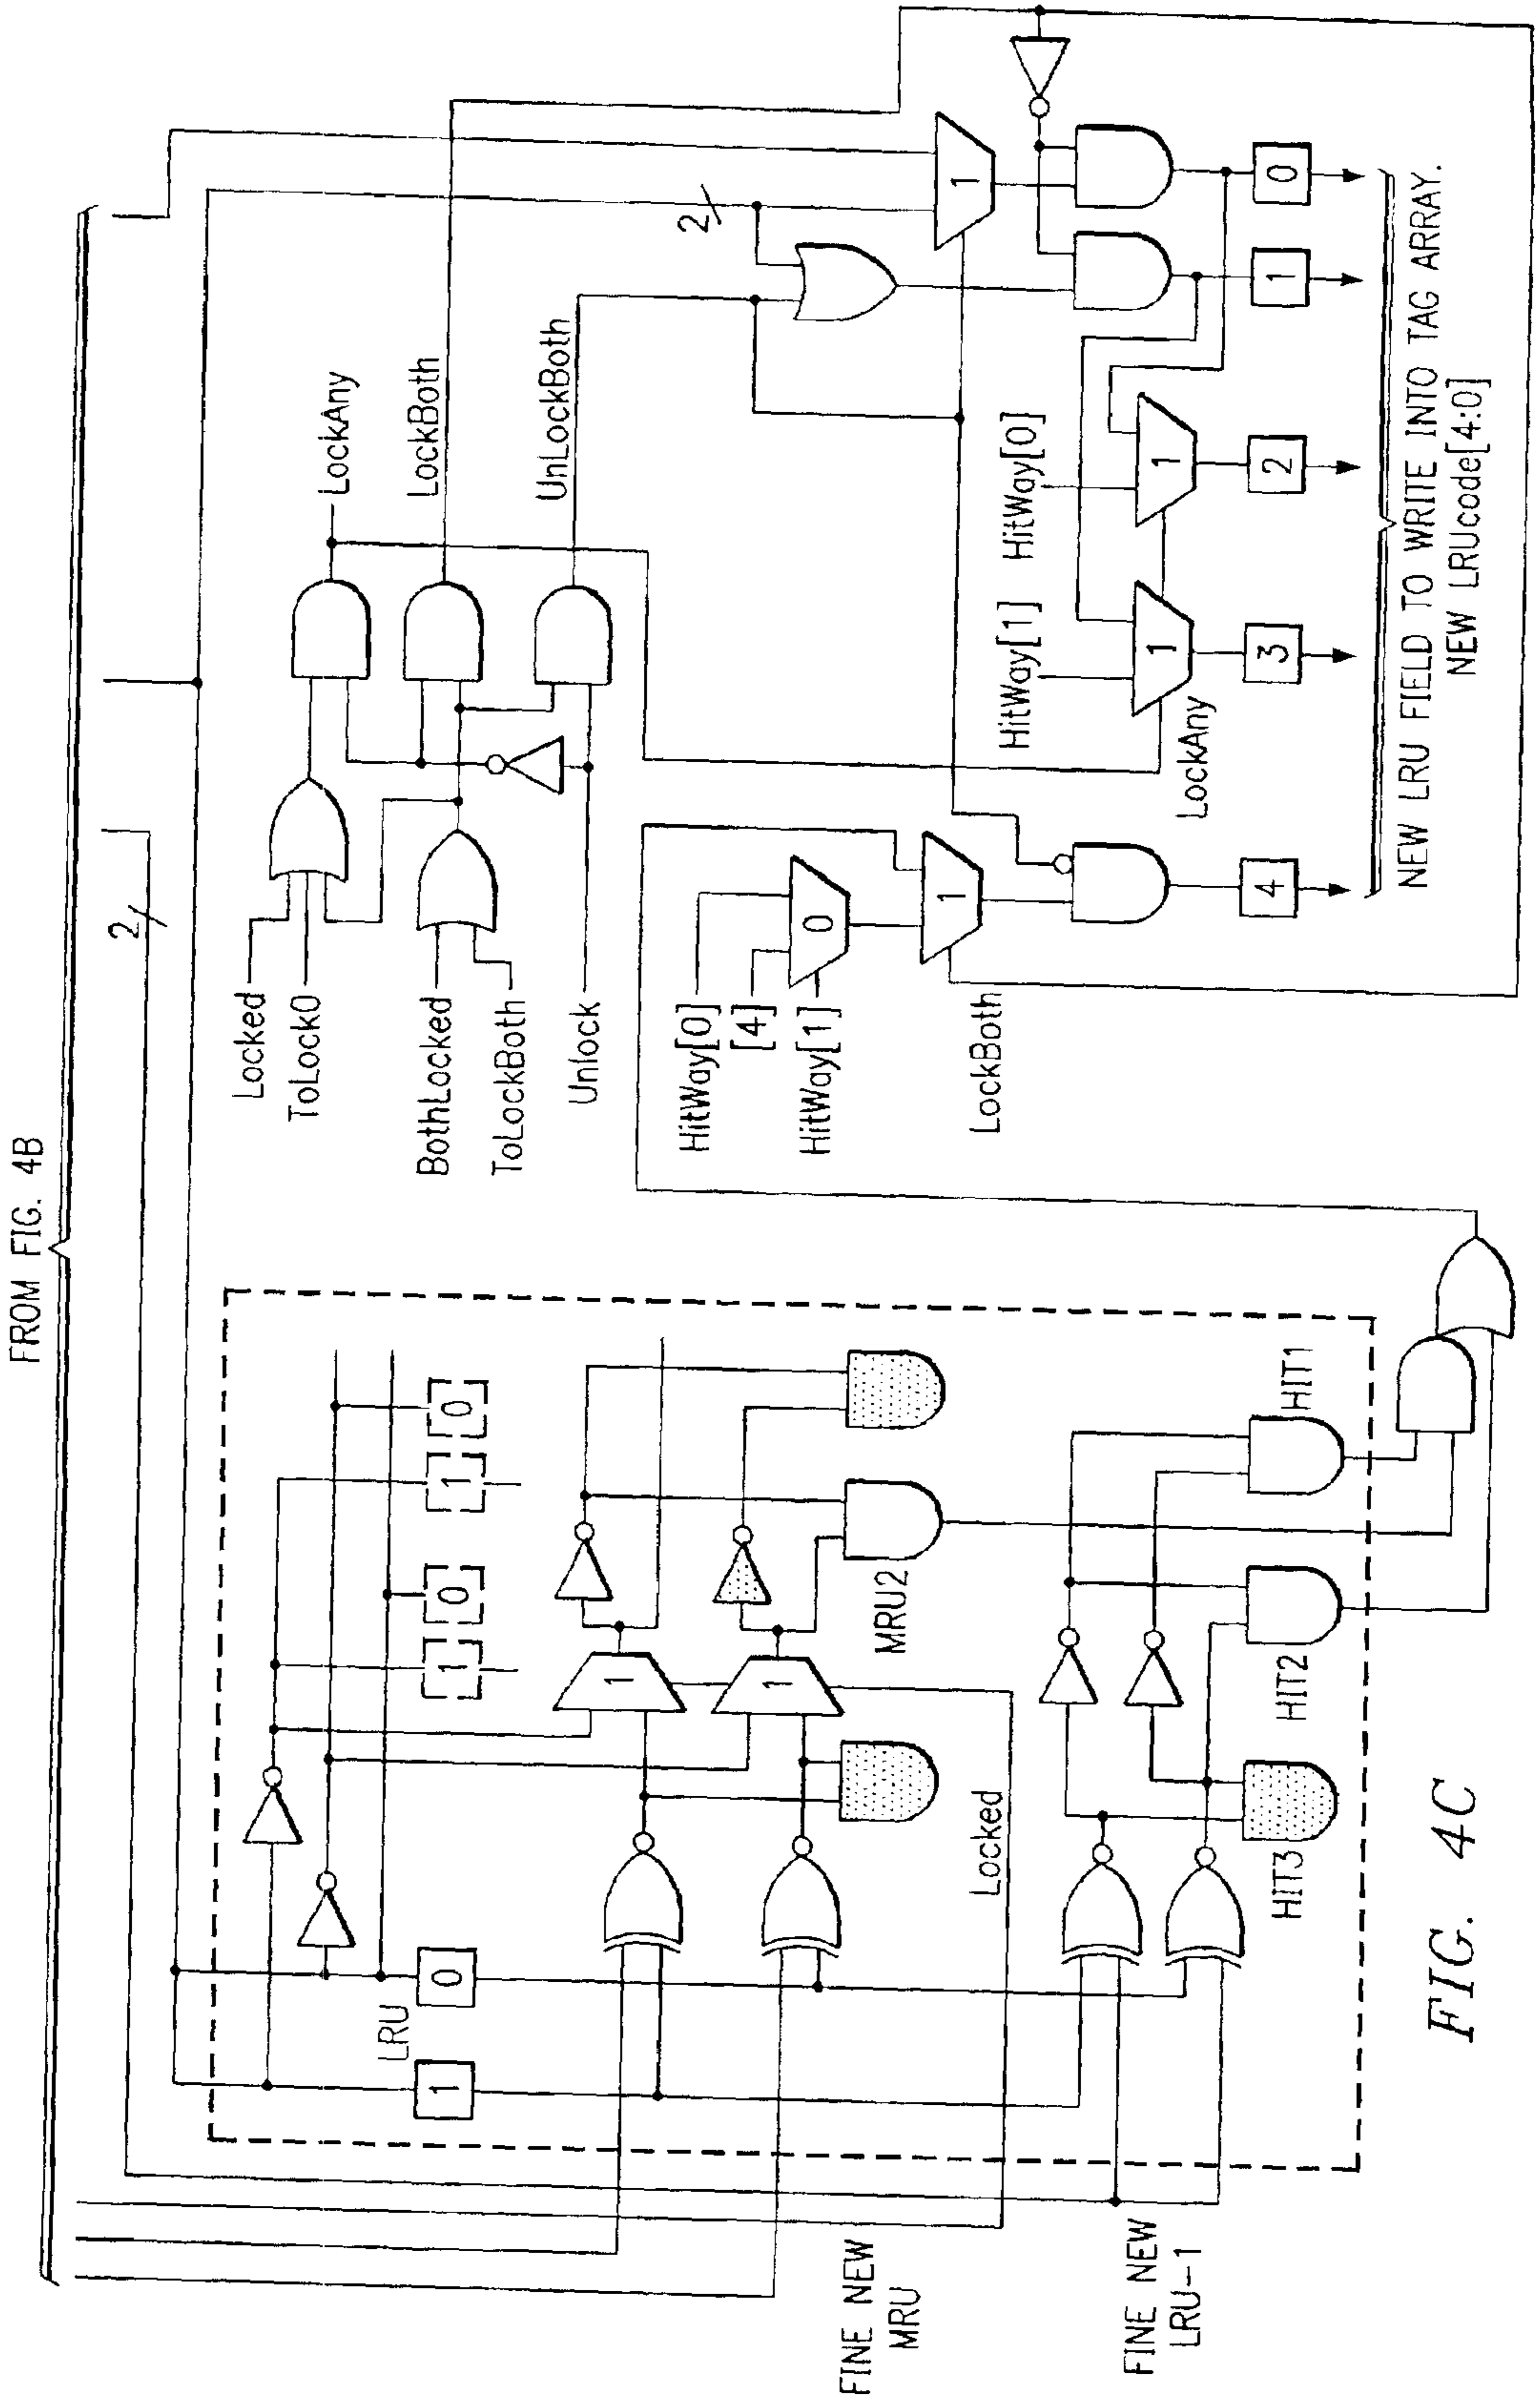 FROM FIG. 4B
2
2
Locked
ToLock0
BothLocked
ToLockBoth
Unlock
LockAny
LockBoth
UnLockBoth
HitWay[0]
[4]
HitWay[1]
LockBoth
0
1
HitWay[1]
HitWay[0]
LockAny
1
1
1
4
3
2
1
0
NEW LRU FIELD TO WRITE INTO TAG ARRAY.
NEW LRUcode[4:0]
LRU
1
0
1
0
1
0
1
1
MRU2
Locked
HIT3
HIT2
HIT1
FINE NEW
MRU
FINE NEW
LRU-1
FIG. 4C